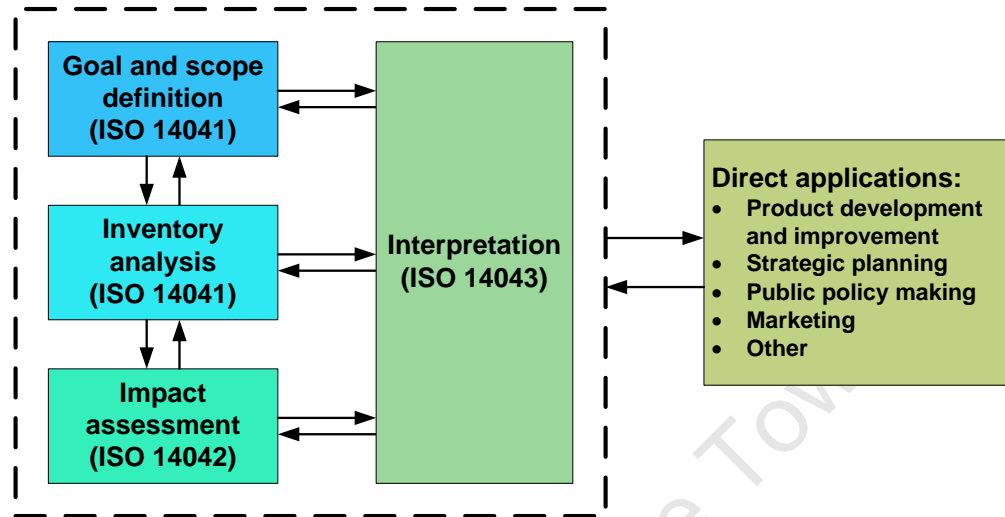 Goal and scope
definition
(ISO 14041)
Inventory
analysis
(ISO 14041)
Impact
assessment
(ISO 14042)
Interpretation
(ISO 14043)
Direct applications:
• Product development
and improvement
• Strategic planning
• Public policy making
• Marketing
• Other